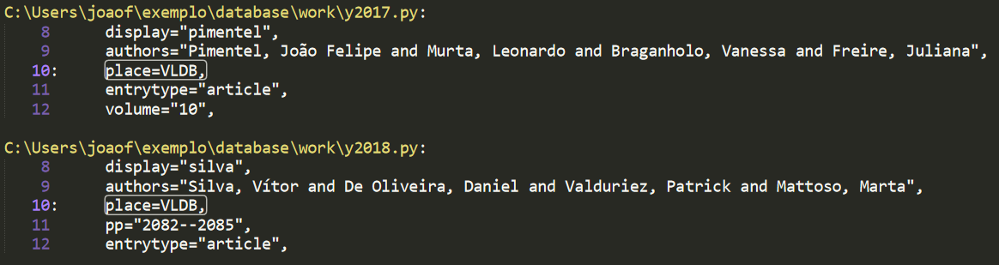 C:\Users\joaof\exemplo\database\work\y2017.py:
8 display="pimentel",
9 authors="Pimentel, João Felipe and Murta, Leonardo and Braganholo, Vanessa and Freire, Juliana",
10: place=VLDB,
11 entrytype="article",
12 volume="10",
C:\Users\joaof\exemplo\database\work\y2018.py:
8 display="silva",
9 authors="Silva, Vítor and De Oliveira, Daniel and Valduriez, Patrick and Mattoso, Marta",
10: place=VLDB,
11 pp="2082--2085",
12 entrytype="article",